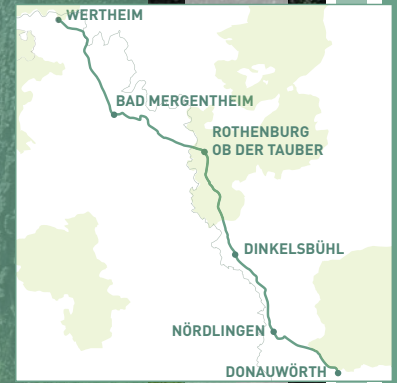 WERTHEIM
BAD MERGENTHEIM
ROTHENBURG
OB DER TAUBER
DINKELSBÜHL
NÖRDLINGEN
DONAUWÖRTH